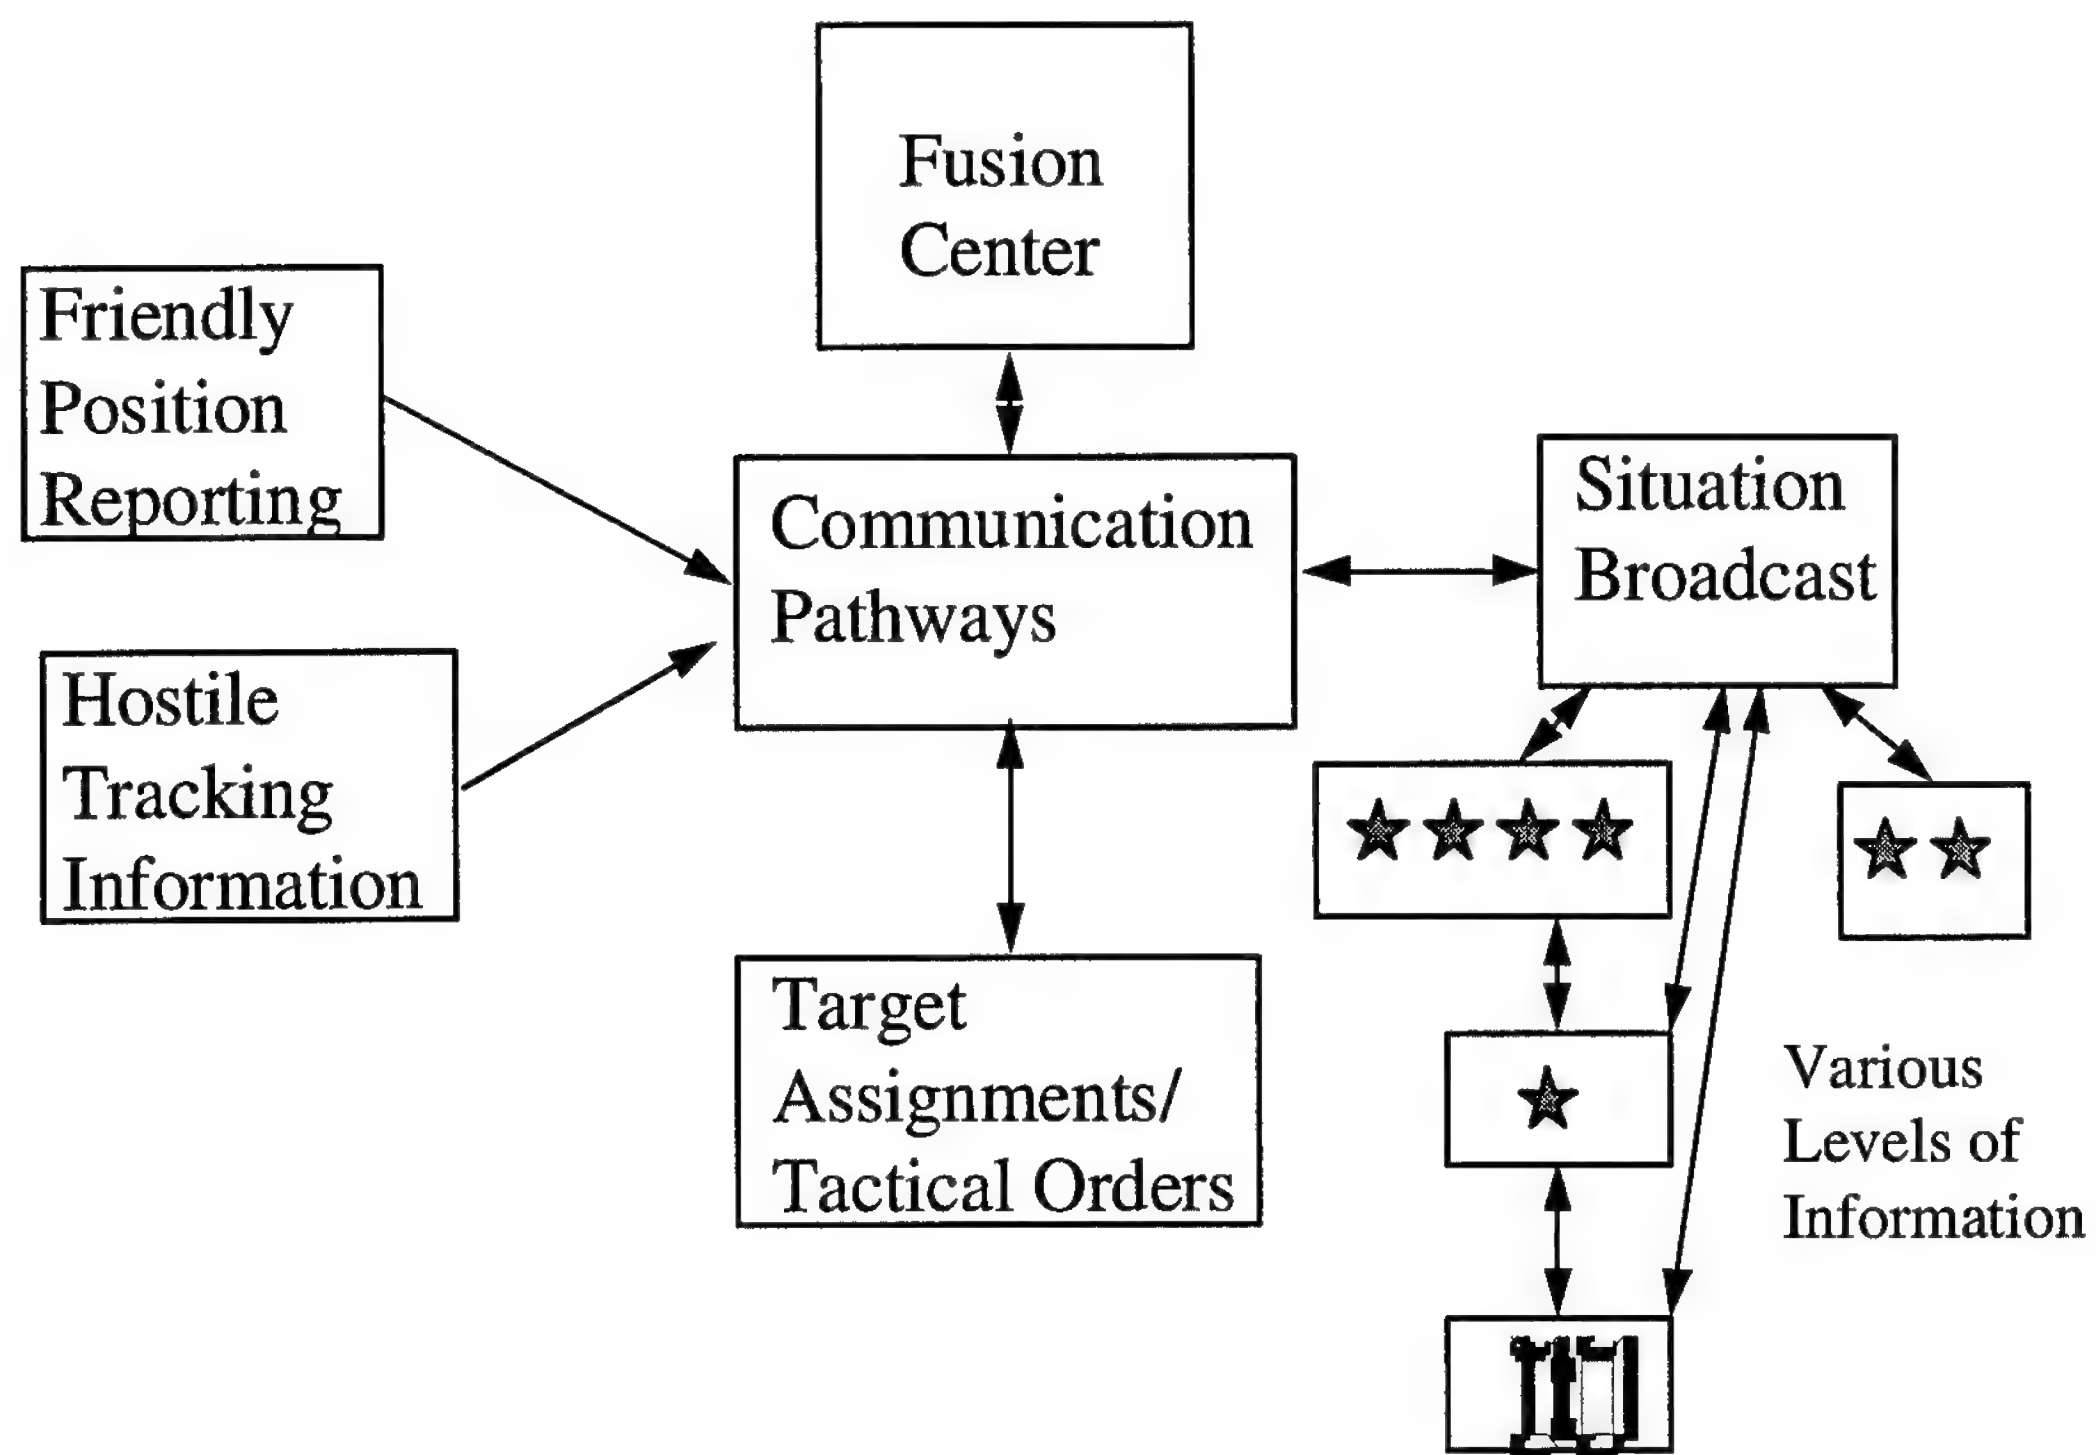 Fusion
Center
Friendly
Position
Reporting
Communication
Pathways
Situation
Broadcast
Hostile
Tracking
Information
Target
Assignments/
Tactical Orders
Various
Levels of
Information